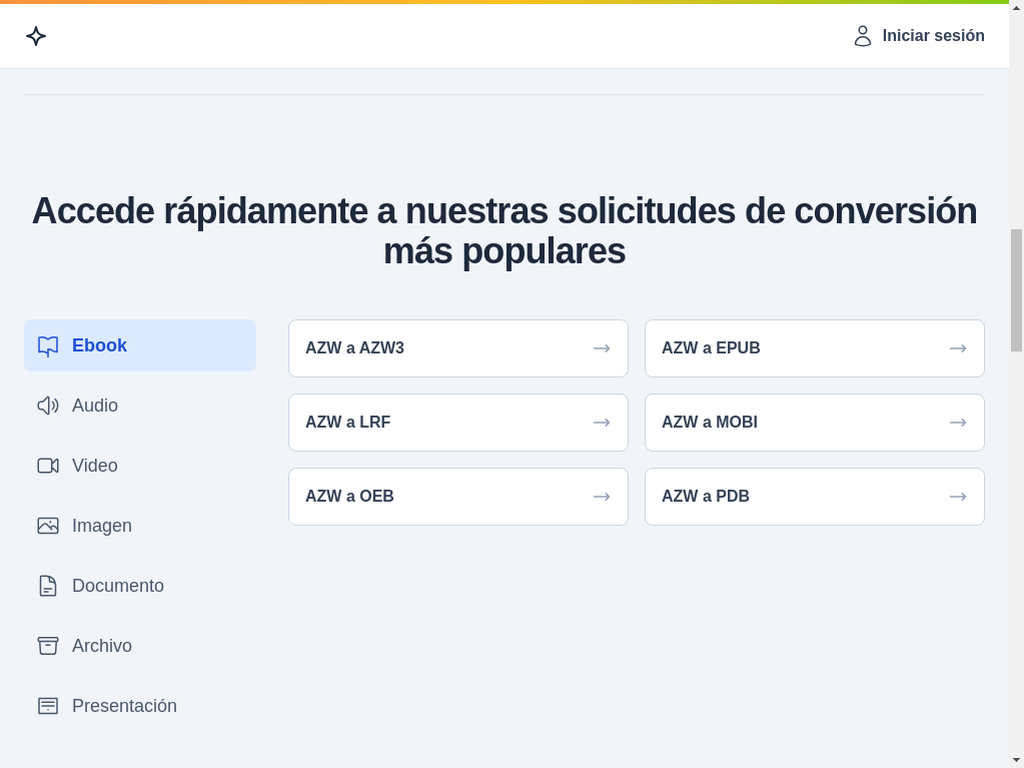 Iniciar sesión
Accede rápidamente a nuestras solicitudes de conversión
más populares
Ebook
Audio
Video
Imagen
Documento
Archivo
Presentación
AZW a AZW3
AZW a EPUB
AZW a LRF
AZW a MOBI
AZW a OEB
AZW a PDB